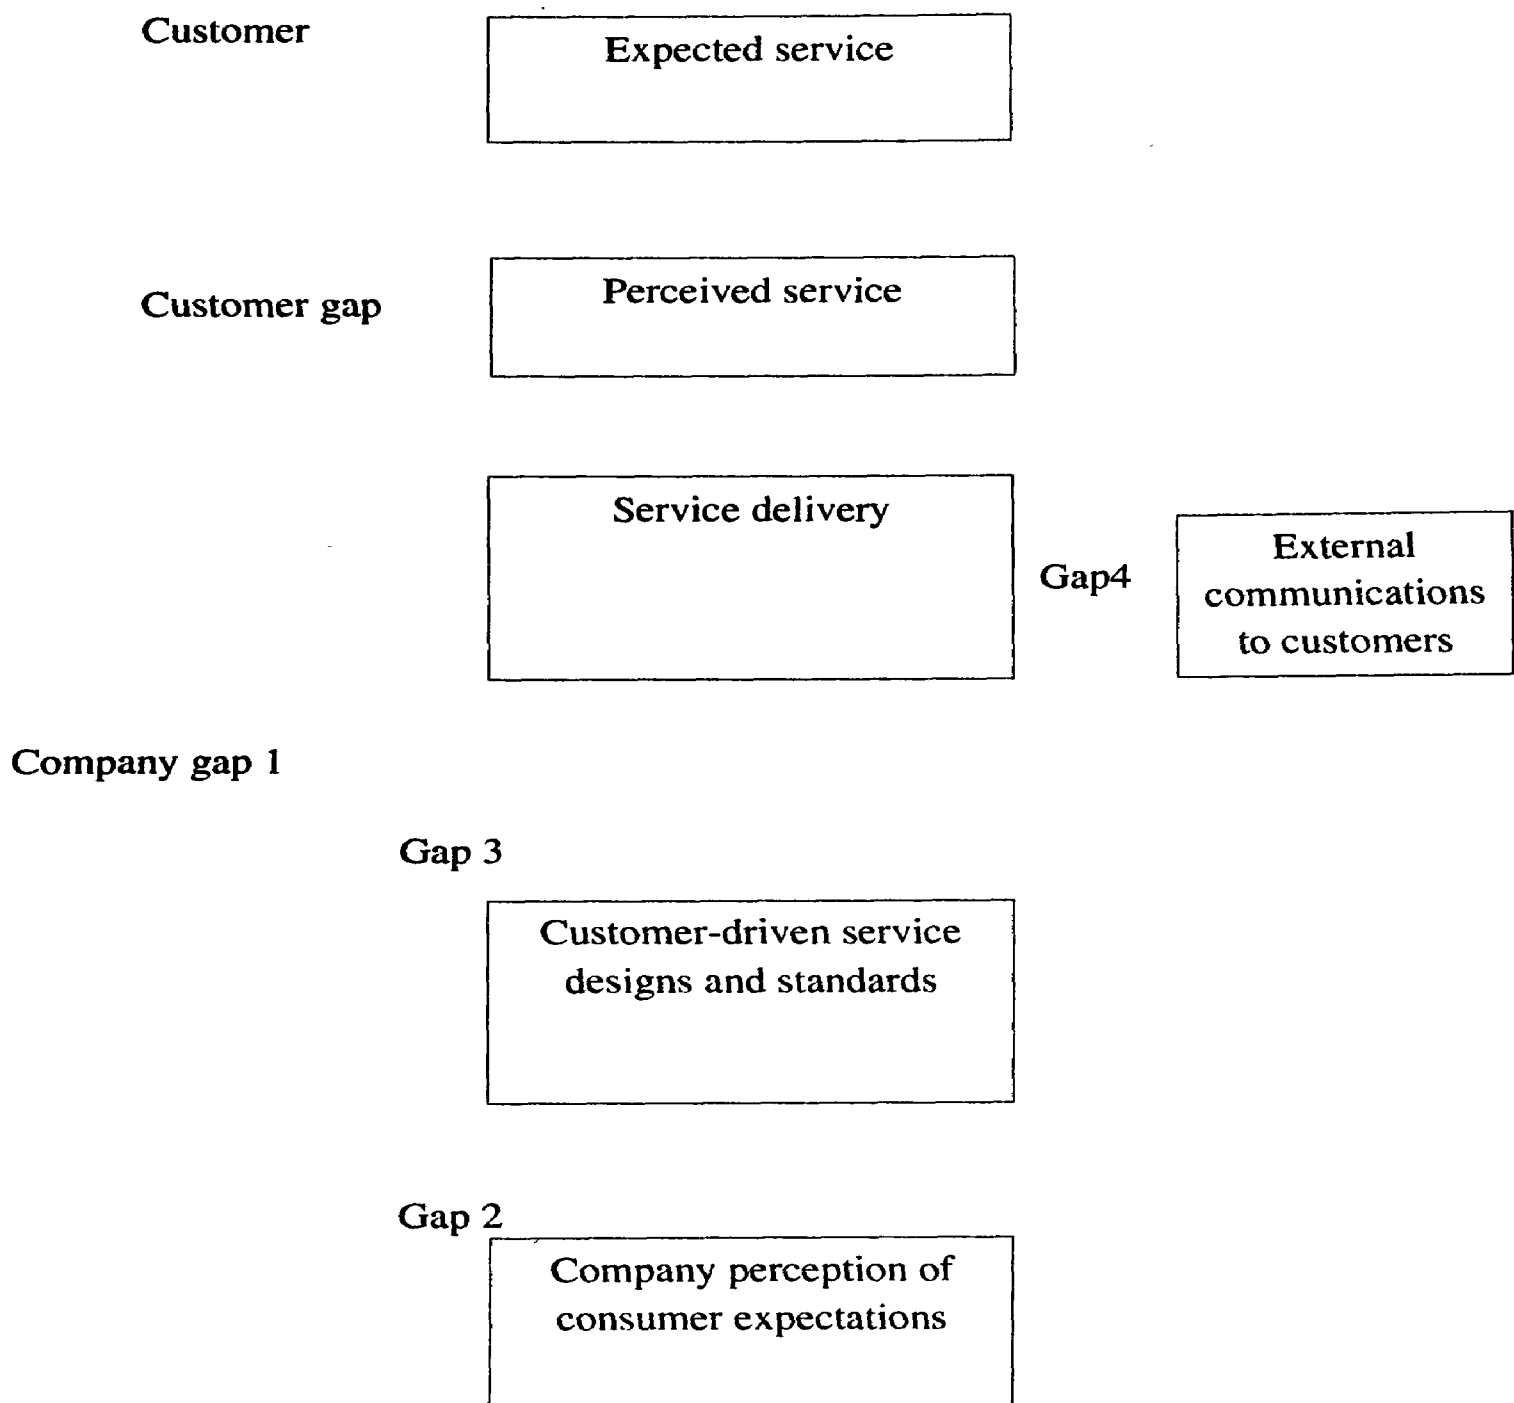 Customer
Expected service
Customer gap
Perceived service
Service delivery
Gap4
External
communications
to customers
Company gap 1
Gap 3
Customer-driven service
designs and standards
Gap 2
Company perception of
consumer expectations